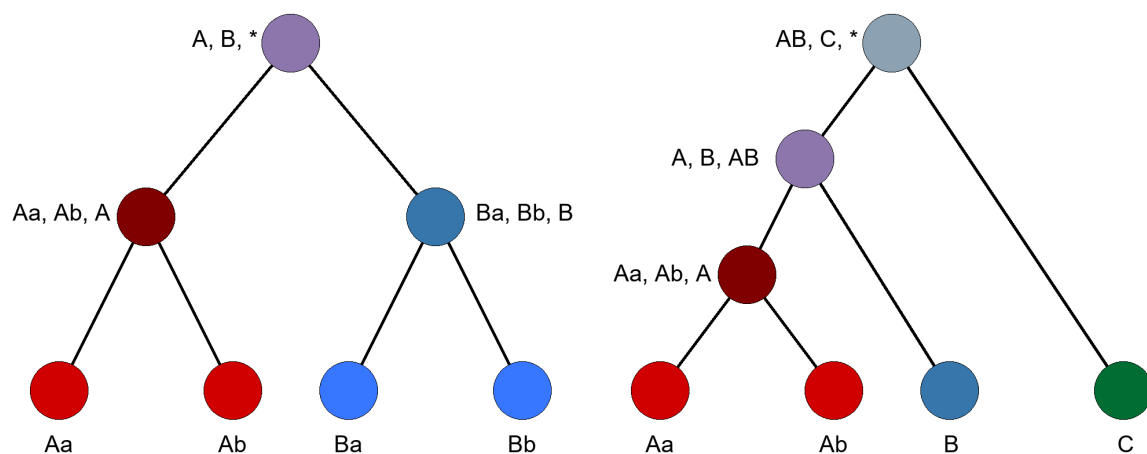 A, B, *
Aa, Ab, A
Ba, Bb, B
Aa
Ab
Ba
Bb
AB, C, *
A, B, AB
Aa, Ab, A
Aa
Ab
B
C